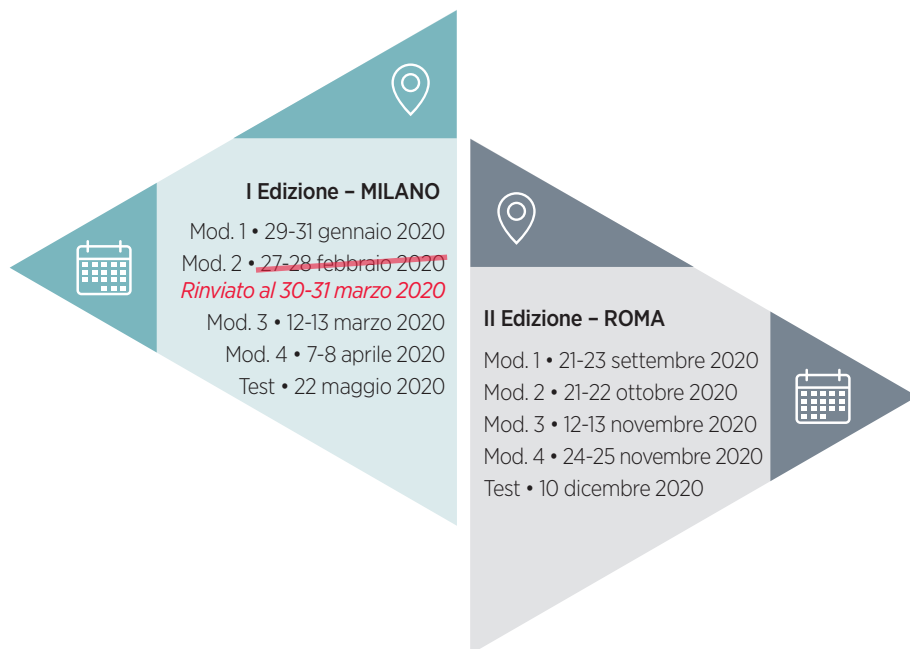 I Edizione – MILANO
Mod. 1 • 29-31 gennaio 2020
Mod. 2 • 27-28 febbraio 2020
Rinviato al 30-31 marzo 2020
Mod. 3 • 12-13 marzo 2020
Mod. 4 • 7-8 aprile 2020
Test • 22 maggio 2020
II Edizione – ROMA
Mod. 1 • 21-23 settembre 2020
Mod. 2 • 21-22 ottobre 2020
Mod. 3 • 12-13 novembre 2020
Mod. 4 • 24-25 novembre 2020
Test • 10 dicembre 2020